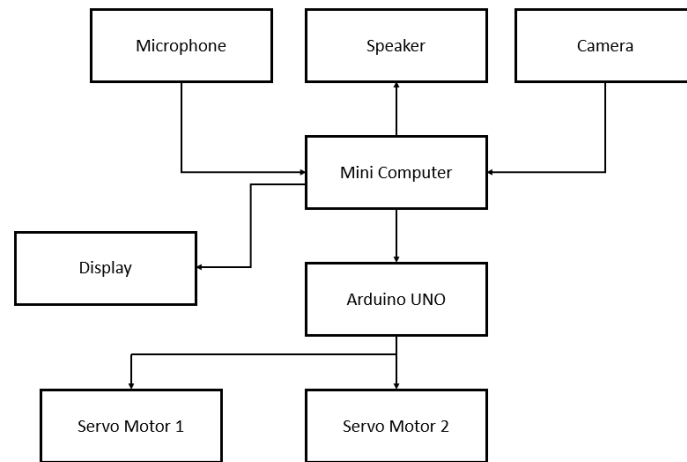 Microphone
Speaker
Camera
Mini Computer
Display
Arduino UNO
Servo Motor 1
Servo Motor 2